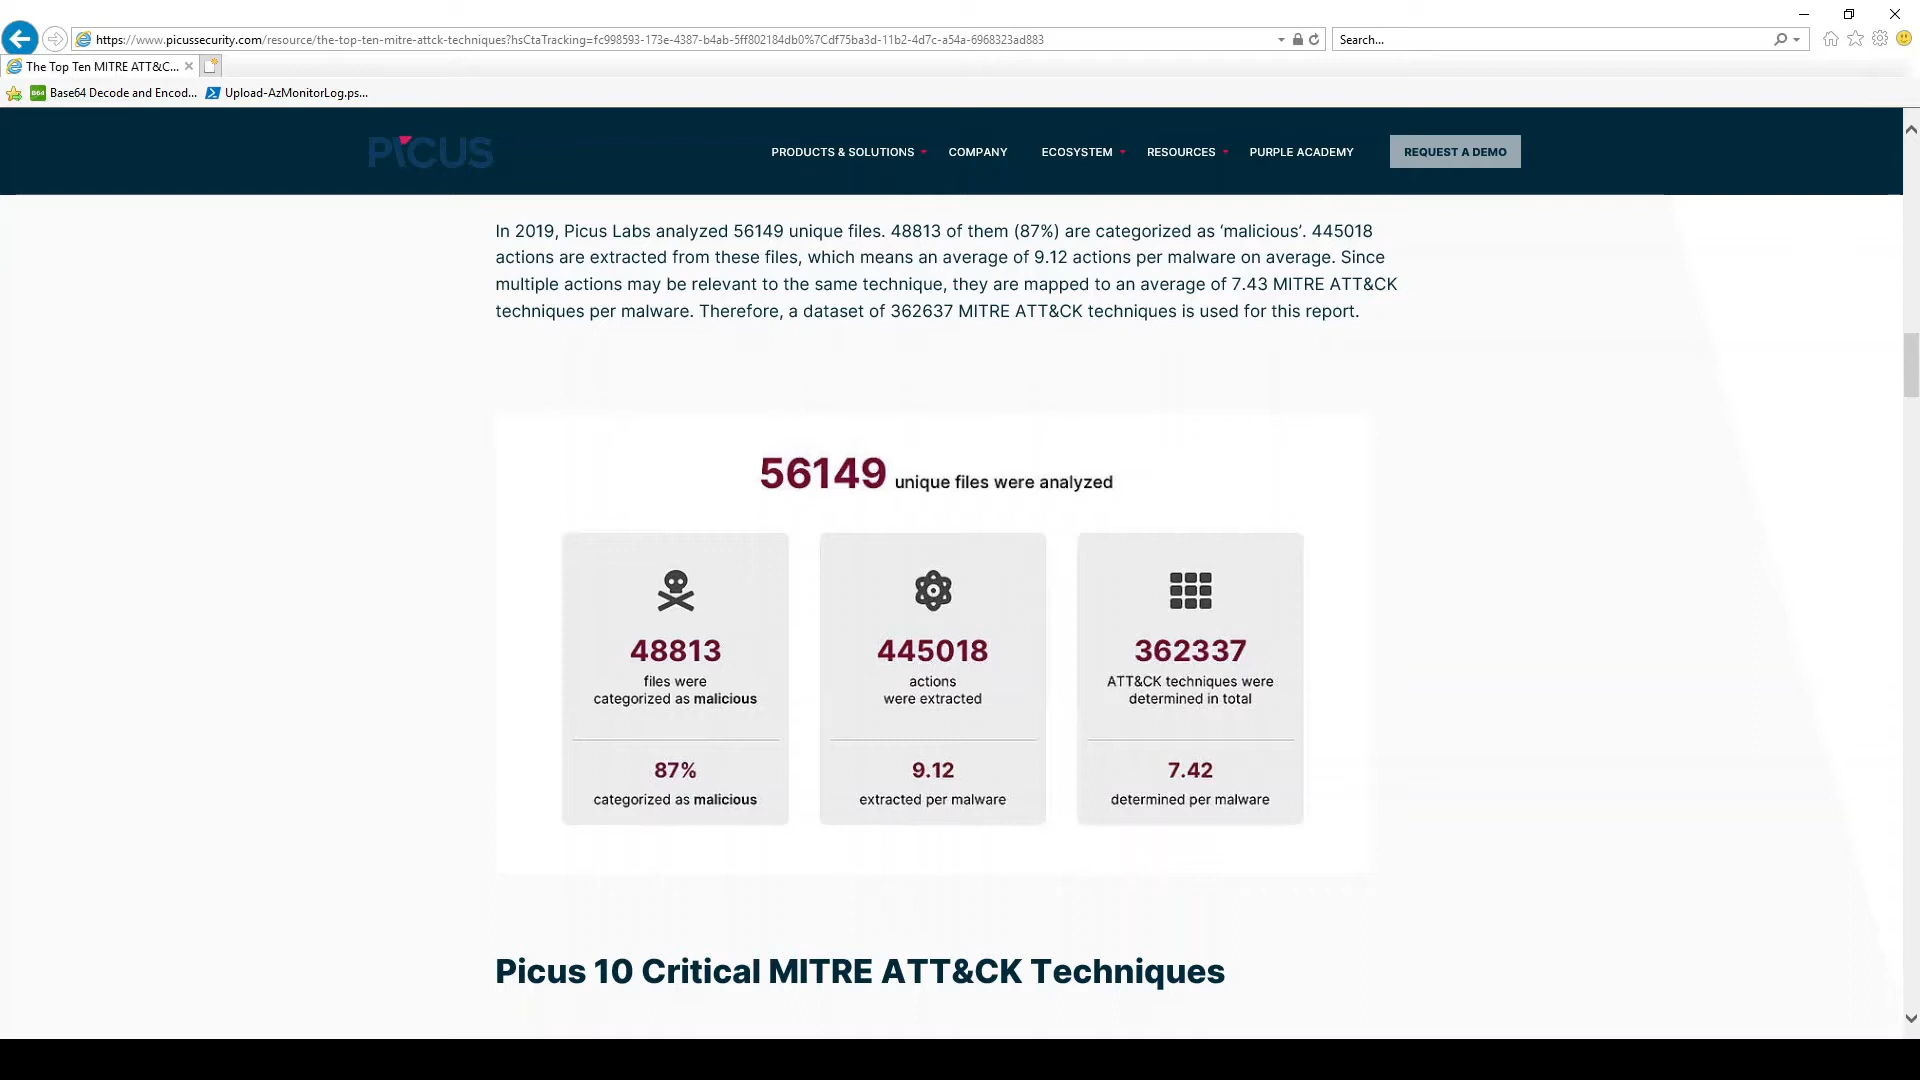 https://www.picussecurity.com/resource/the-top-ten-mitre-attck-techniques?hsCtaTracking=fc998593-173e-4387-b4ab-5ff802184db0%7Cdf75ba3d-11b2-4d7c-a54a-6968323ad883
Search...
The Top Ten MITRE ATT&C...
B64 Base64 Decode and Encod...
Upload-AzMonitorLog.ps...
PICUS
PRODUCTS & SOLUTIONS
COMPANY
ECOSYSTEM
RESOURCES
PURPLE ACADEMY
REQUEST A DEMO
In 2019, Picus Labs analyzed 56149 unique files. 48813 of them (87%) are categorized as ‘malicious’. 445018
actions are extracted from these files, which means an average of 9.12 actions per malware on average. Since
multiple actions may be relevant to the same technique, they are mapped to an average of 7.43 MITRE ATT&CK
techniques per malware. Therefore, a dataset of 362637 MITRE ATT&CK techniques is used for this report.
56149 unique files were analyzed
48813
files were
categorized as malicious
87%
categorized as malicious
445018
actions
were extracted
9.12
extracted per malware
362337
ATT&CK techniques were
determined in total
7.42
determined per malware
Picus 10 Critical MITRE ATT&CK Techniques